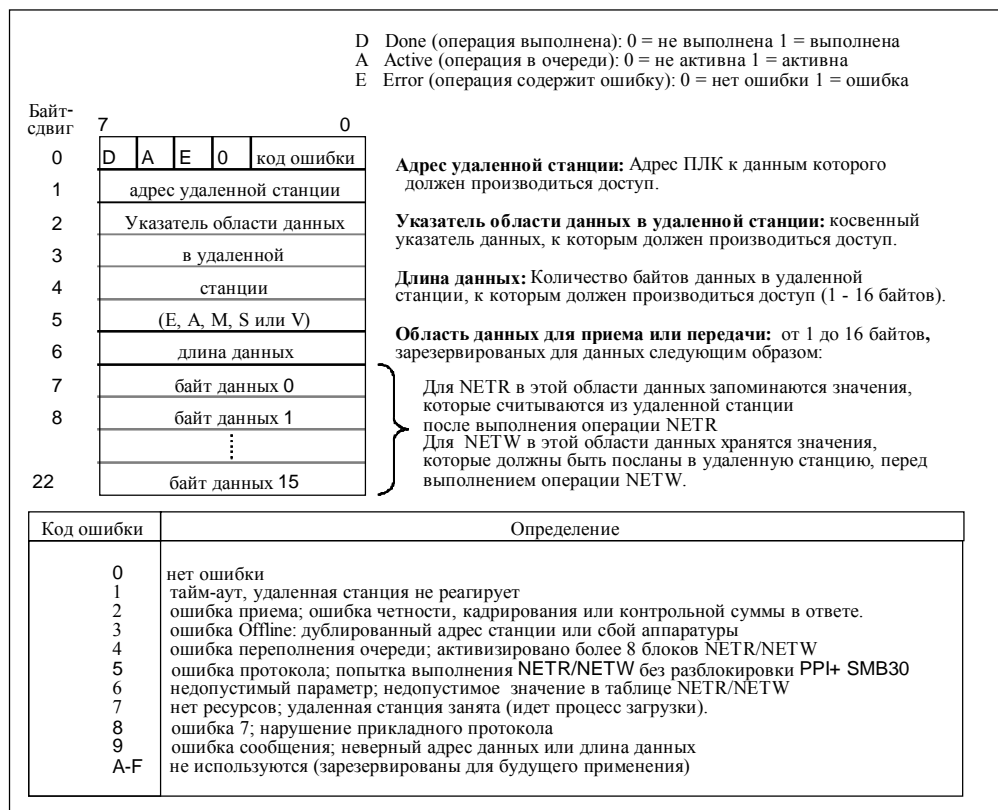 D Done (операция выполнена): 0 = не выполнена 1 = выполнена
A Active (операция в очереди): 0 = не активна 1 = активна
E Error (операция содержит ошибку): 0 = нет ошибки 1 = ошибка
Байт-
сдвиг
7 0
0 D A E 0 код ошибки
1 адрес удаленной станции
2 Указатель области данных
3 в удаленной
4 станции
5 (E, A, M, S или V)
6 длина данных
7 байт данных 0
8 байт данных 1
22 байт данных 15
Адрес удаленной станции: Адрес ПЛК к данным которого
должен производиться доступ.
Указатель области данных в удаленной станции: косвенный
указатель данных, к которым должен производиться доступ.
Длина данных: Количество байтов данных в удаленной
станции, к которым должен производиться доступ (1 - 16 байтов).
Область данных для приема или передачи: от 1 до 16 байтов,
зарезервированых для данных следующим образом:
Для NETR в этой области данных запоминаются значения,
которые считываются из удаленной станции
после выполнения операции NETR
Для NETW в этой области данных хранятся значения,
которые должны быть посланы в удаленную станцию, перед
выполнением операции NETW.
Код ошибки Определение
0 нет ошибки
1 тайм-аут, удаленная станция не реагирует
2 ошибка приема; ошибка четности, кадрирования или контрольной суммы в ответе.
3 ошибка Offline: дублированный адрес станции или сбой аппаратуры
4 ошибка переполнения очереди; активизировано более 8 блоков NETR/NETW
5 ошибка протокола; попытка выполнения NETR/NETW без разблокировки PPI+ SMB30
6 недопустимый параметр; недопустимое значение в таблице NETR/NETW
7 нет ресурсов; удаленная станция занята (идет процесс загрузки).
8 ошибка 7; нарушение прикладного протокола
9 ошибка сообщения; неверный адрес данных или длина данных
A-F не используются (зарезервированы для будущего применения)